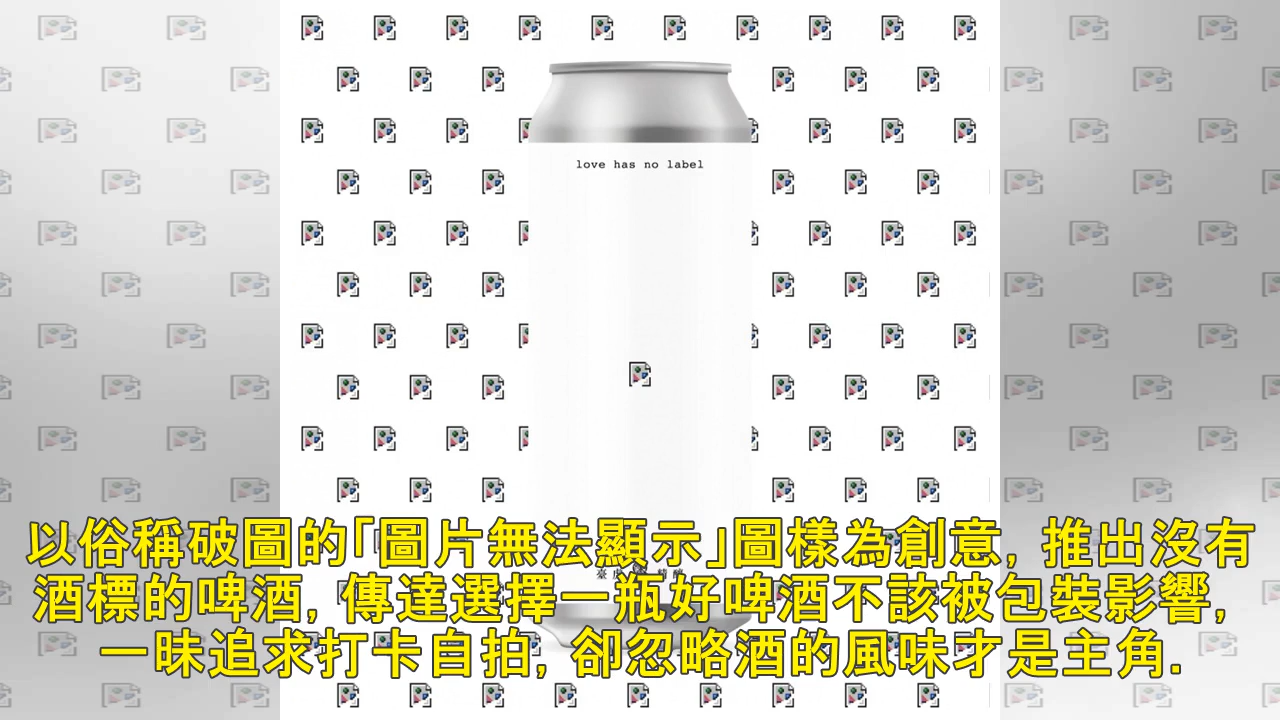 love has no label
以俗稱破圖的「圖片無法顯示」圖樣為創意, 推出沒有
酒標的啤酒, 傳達選擇一瓶好啤酒不該被包裝影響,
一昧追求打卡自拍, 卻忽略酒的風味才是主角.